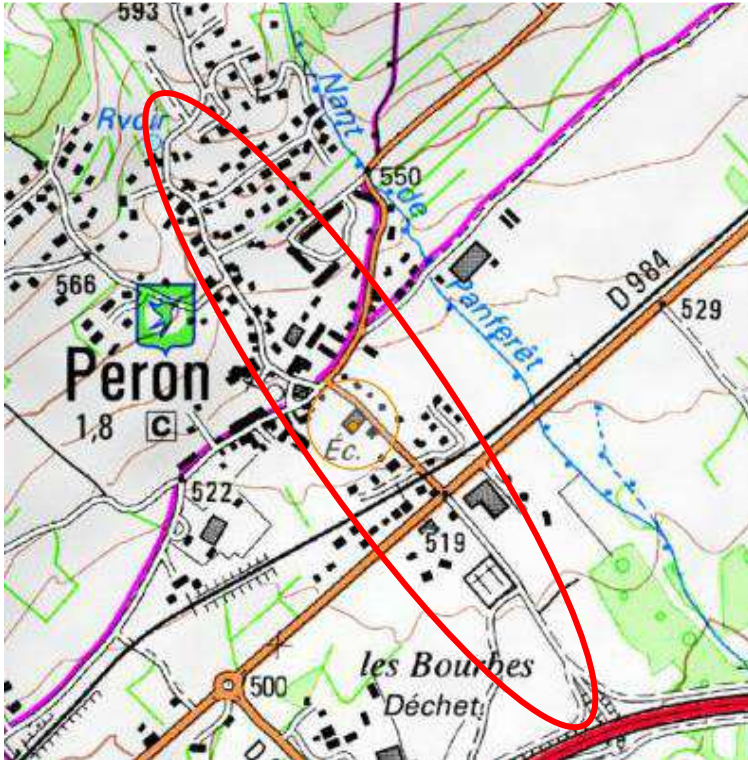 593
Rvoir
Nant de Panferêt
550
566
D 984
529
Peron
1,8 C
Éc.
522
519
les Bourbes
500
Déchet.
D
8